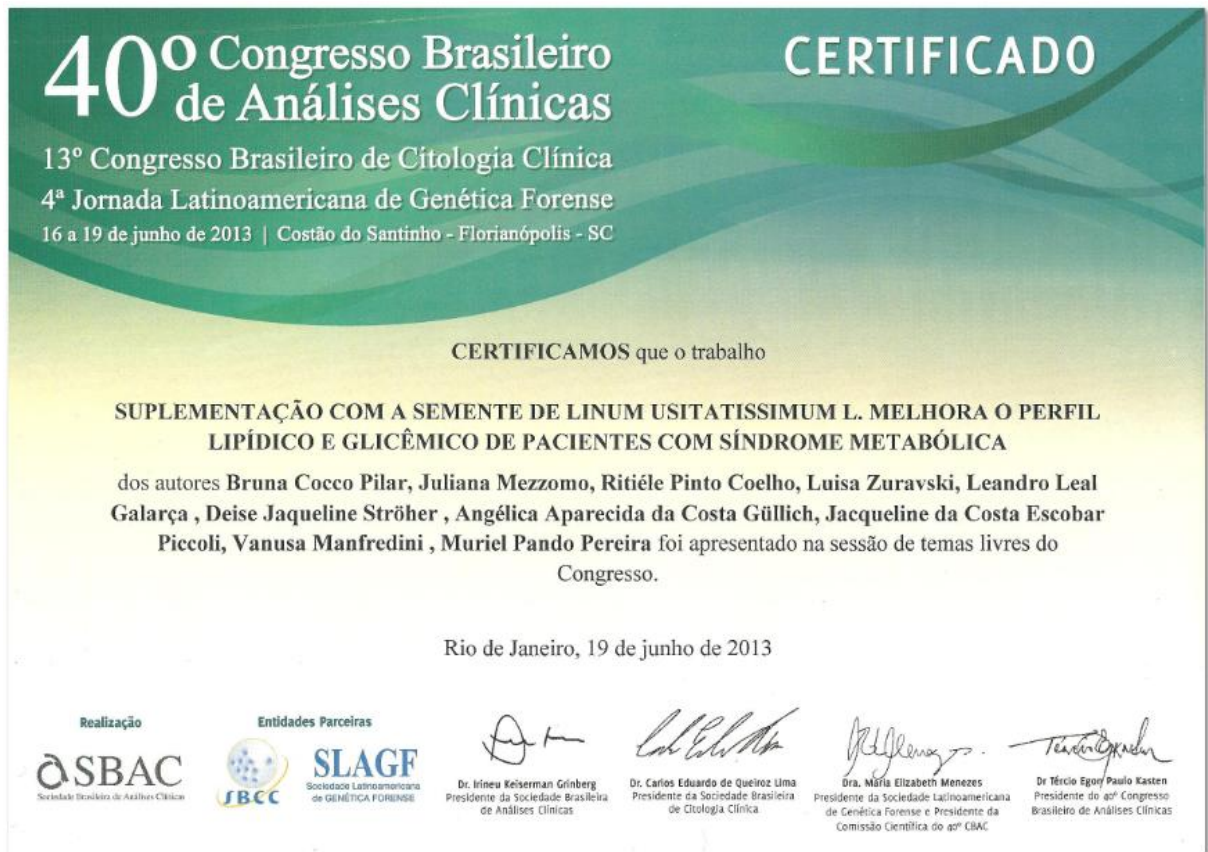 40º Congresso Brasileiro
de Análises Clínicas
CERTIFICADO
13º Congresso Brasileiro de Citologia Clínica
4ª Jornada Latinoamericana de Genética Forense
16 a 19 de junho de 2013 | Costão do Santinho - Florianópolis - SC
CERTIFICAMOS que o trabalho
SUPLEMENTAÇÃO COM A SEMENTE DE LINUM USITATISSIMUM L. MELHORA O PERFIL
LIPÍDICO E GLICÊMICO DE PACIENTES COM SÍNDROME METABÓLICA
dos autores Bruna Cocco Pilar, Juliana Mezzomo, Ritiéle Pinto Coelho, Luisa Zuravski, Leandro Leal
Galarça , Deise Jaqueline Ströher , Angélica Aparecida da Costa Güllich, Jacqueline da Costa Escobar
Piccoli, Vanusa Manfredini , Muriel Pando Pereira foi apresentado na sessão de temas livres do
Congresso.
Rio de Janeiro, 19 de junho de 2013
Realização
SBAC
Sociedade Brasileira de Análises Clínicas
Entidades Parceiras
SBCC
SLAGF
Sociedade Latinoamericana
de GENÉTICA FORENSE
Dr. Irineu Keiserman Grinberg
Presidente da Sociedade Brasileira
de Análises Clínicas
Dr. Carlos Eduardo de Queiroz Lima
Presidente da Sociedade Brasileira
de Citologia Clínica
Dra. Maria Elizabeth Menezes
Presidente da Sociedade Latinoamericana
de Genética Forense e Presidente da
Comissão Científica do 40º CBAC
Dr Tércio Egon Paulo Kasten
Presidente do 40º Congresso
Brasileiro de Análises Clínicas